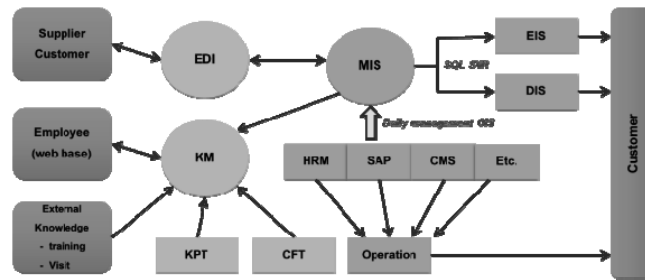 Supplier
Customer
EDI
MIS
EIS
SQL SVR
DIS
Employee
(web base)
KM
Daily management OIS
HRM
SAP
CMS
Etc.
External
Knowledge
- training
- Visit
KPT
CFT
Operation
Customer